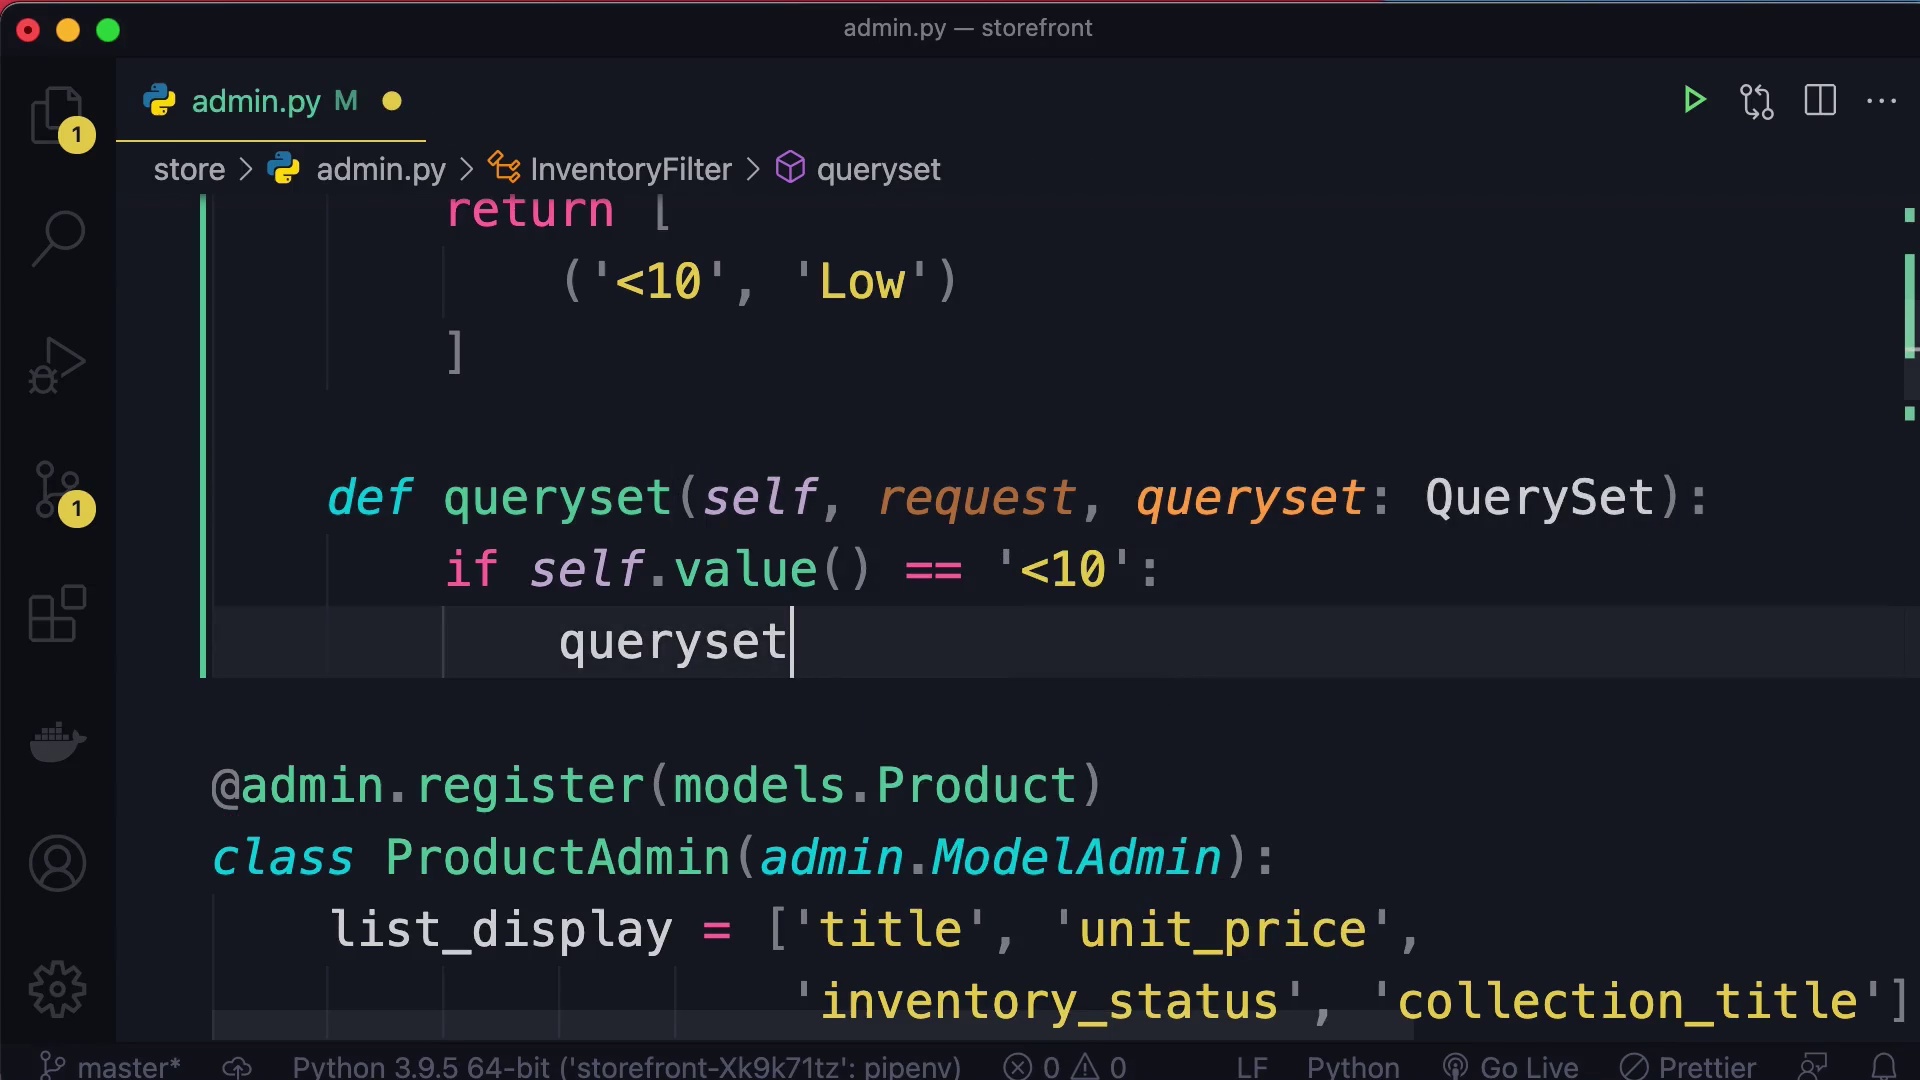 admin.py — storefront
admin.py M
1
store > admin.py > InventoryFilter > queryset
return [
('<10', 'Low')
]
def queryset(self, request, queryset: QuerySet):
if self.value() == '<10':
1
queryset
@admin.register(models.Product)
class ProductAdmin(admin.ModelAdmin):
list_display = ['title', 'unit_price',
'inventory_status', 'collection_title']
master* Python 3.9.5 64-bit ('storefront-Xk9k71tz': pipenv) 0 0 LF Python Go Live Prettier